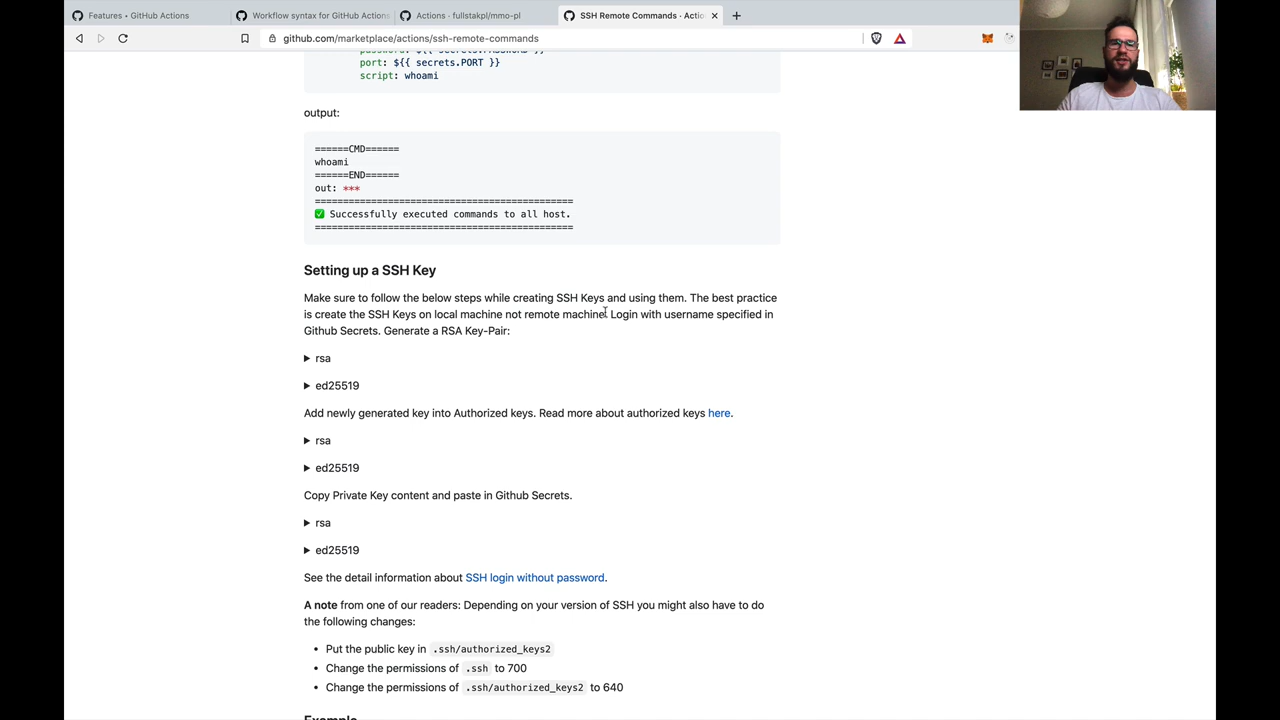 Features • GitHub Actions
Workflow syntax for GitHub Actions
Actions · fullstakpl/mmo-pl
SSH Remote Commands · Actio
github.com/marketplace/actions/ssh-remote-commands
password: ${{ secrets.PASSWORD }}
port: ${{ secrets.PORT }}
script: whoami
output:
======CMD======
whoami
======END======
out: ***
==============================================
✅ Successfully executed commands to all host.
==============================================
Setting up a SSH Key
Make sure to follow the below steps while creating SSH Keys and using them. The best practice
is create the SSH Keys on local machine not remote machine. Login with username specified in
Github Secrets. Generate a RSA Key-Pair:
rsa
ed25519
Add newly generated key into Authorized keys. Read more about authorized keys here.
rsa
ed25519
Copy Private Key content and paste in Github Secrets.
rsa
ed25519
See the detail information about SSH login without password.
A note from one of our readers: Depending on your version of SSH you might also have to do
the following changes:
• Put the public key in .ssh/authorized_keys2
• Change the permissions of .ssh to 700
• Change the permissions of .ssh/authorized_keys2 to 640
Example